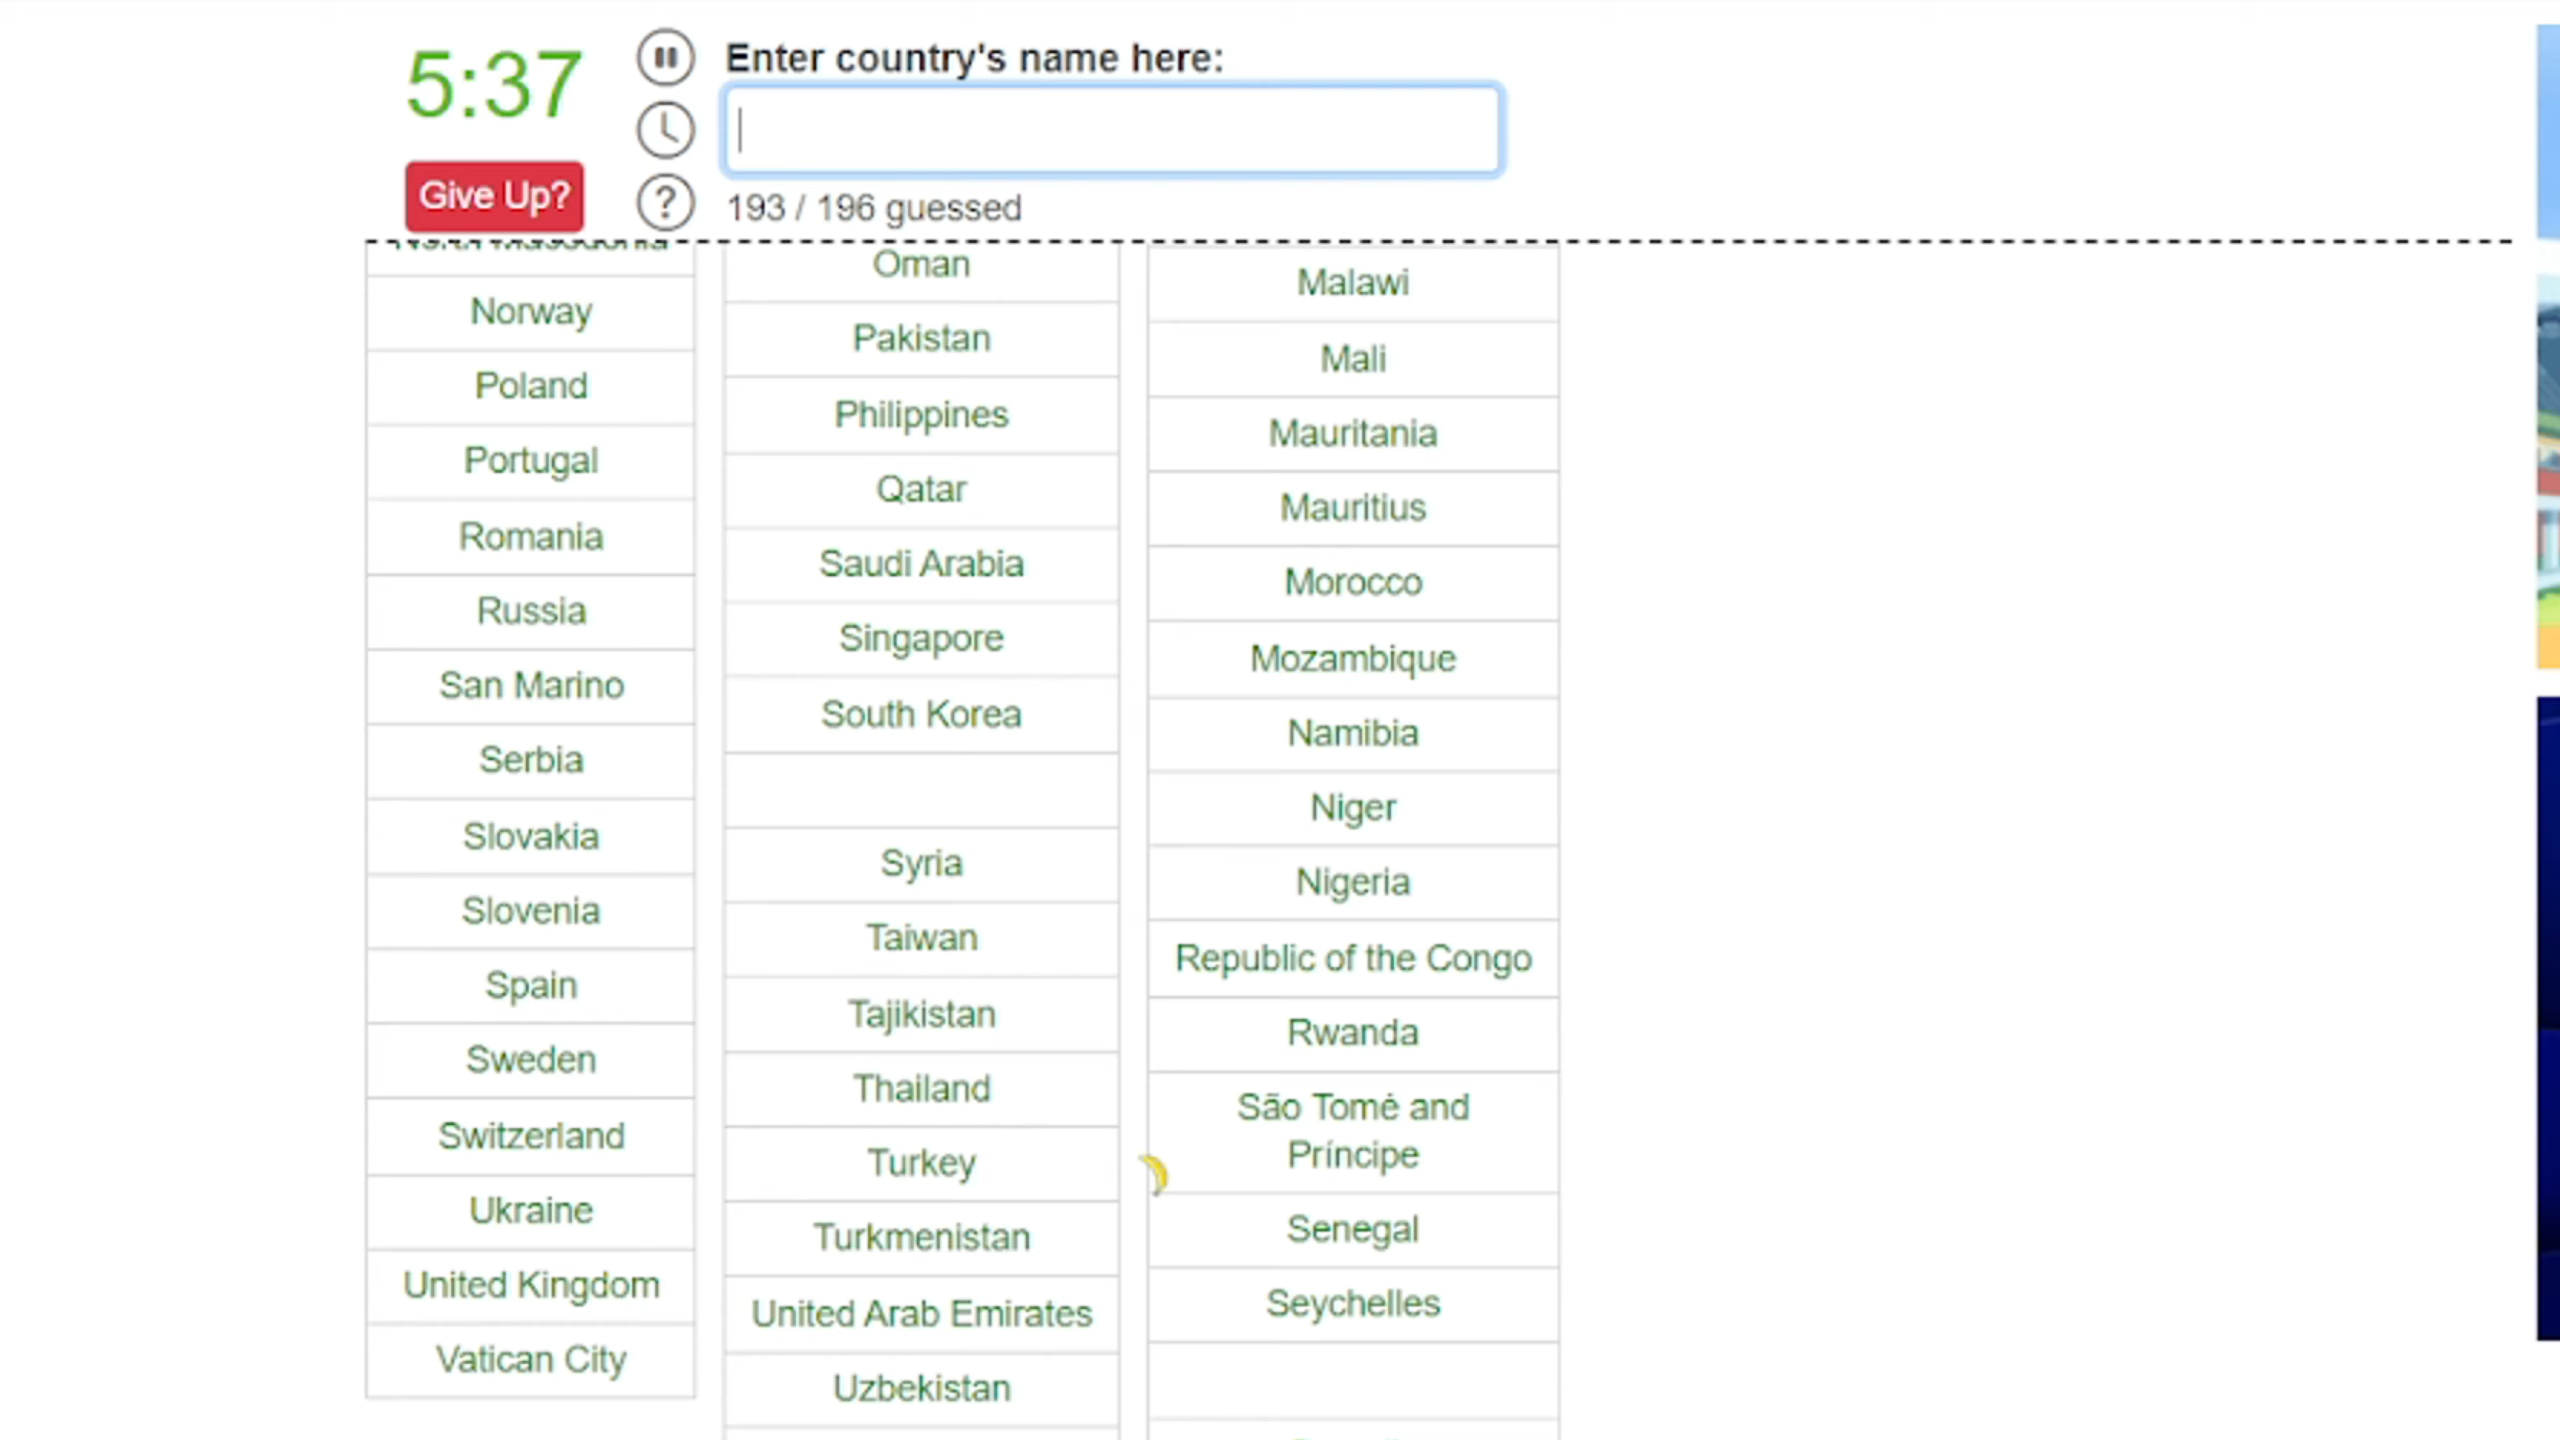 5:37
Enter country's name here:
Give Up?
193 / 196 guessed
Norway
Poland
Portugal
Romania
Russia
San Marino
Serbia
Slovakia
Slovenia
Spain
Sweden
Switzerland
Ukraine
United Kingdom
Vatican City
Oman
Pakistan
Philippines
Qatar
Saudi Arabia
Singapore
South Korea
Syria
Taiwan
Tajikistan
Thailand
Turkey
Turkmenistan
United Arab Emirates
Uzbekistan
Malawi
Mali
Mauritania
Mauritius
Morocco
Mozambique
Namibia
Niger
Nigeria
Republic of the Congo
Rwanda
São Tomé and
Príncipe
Senegal
Seychelles